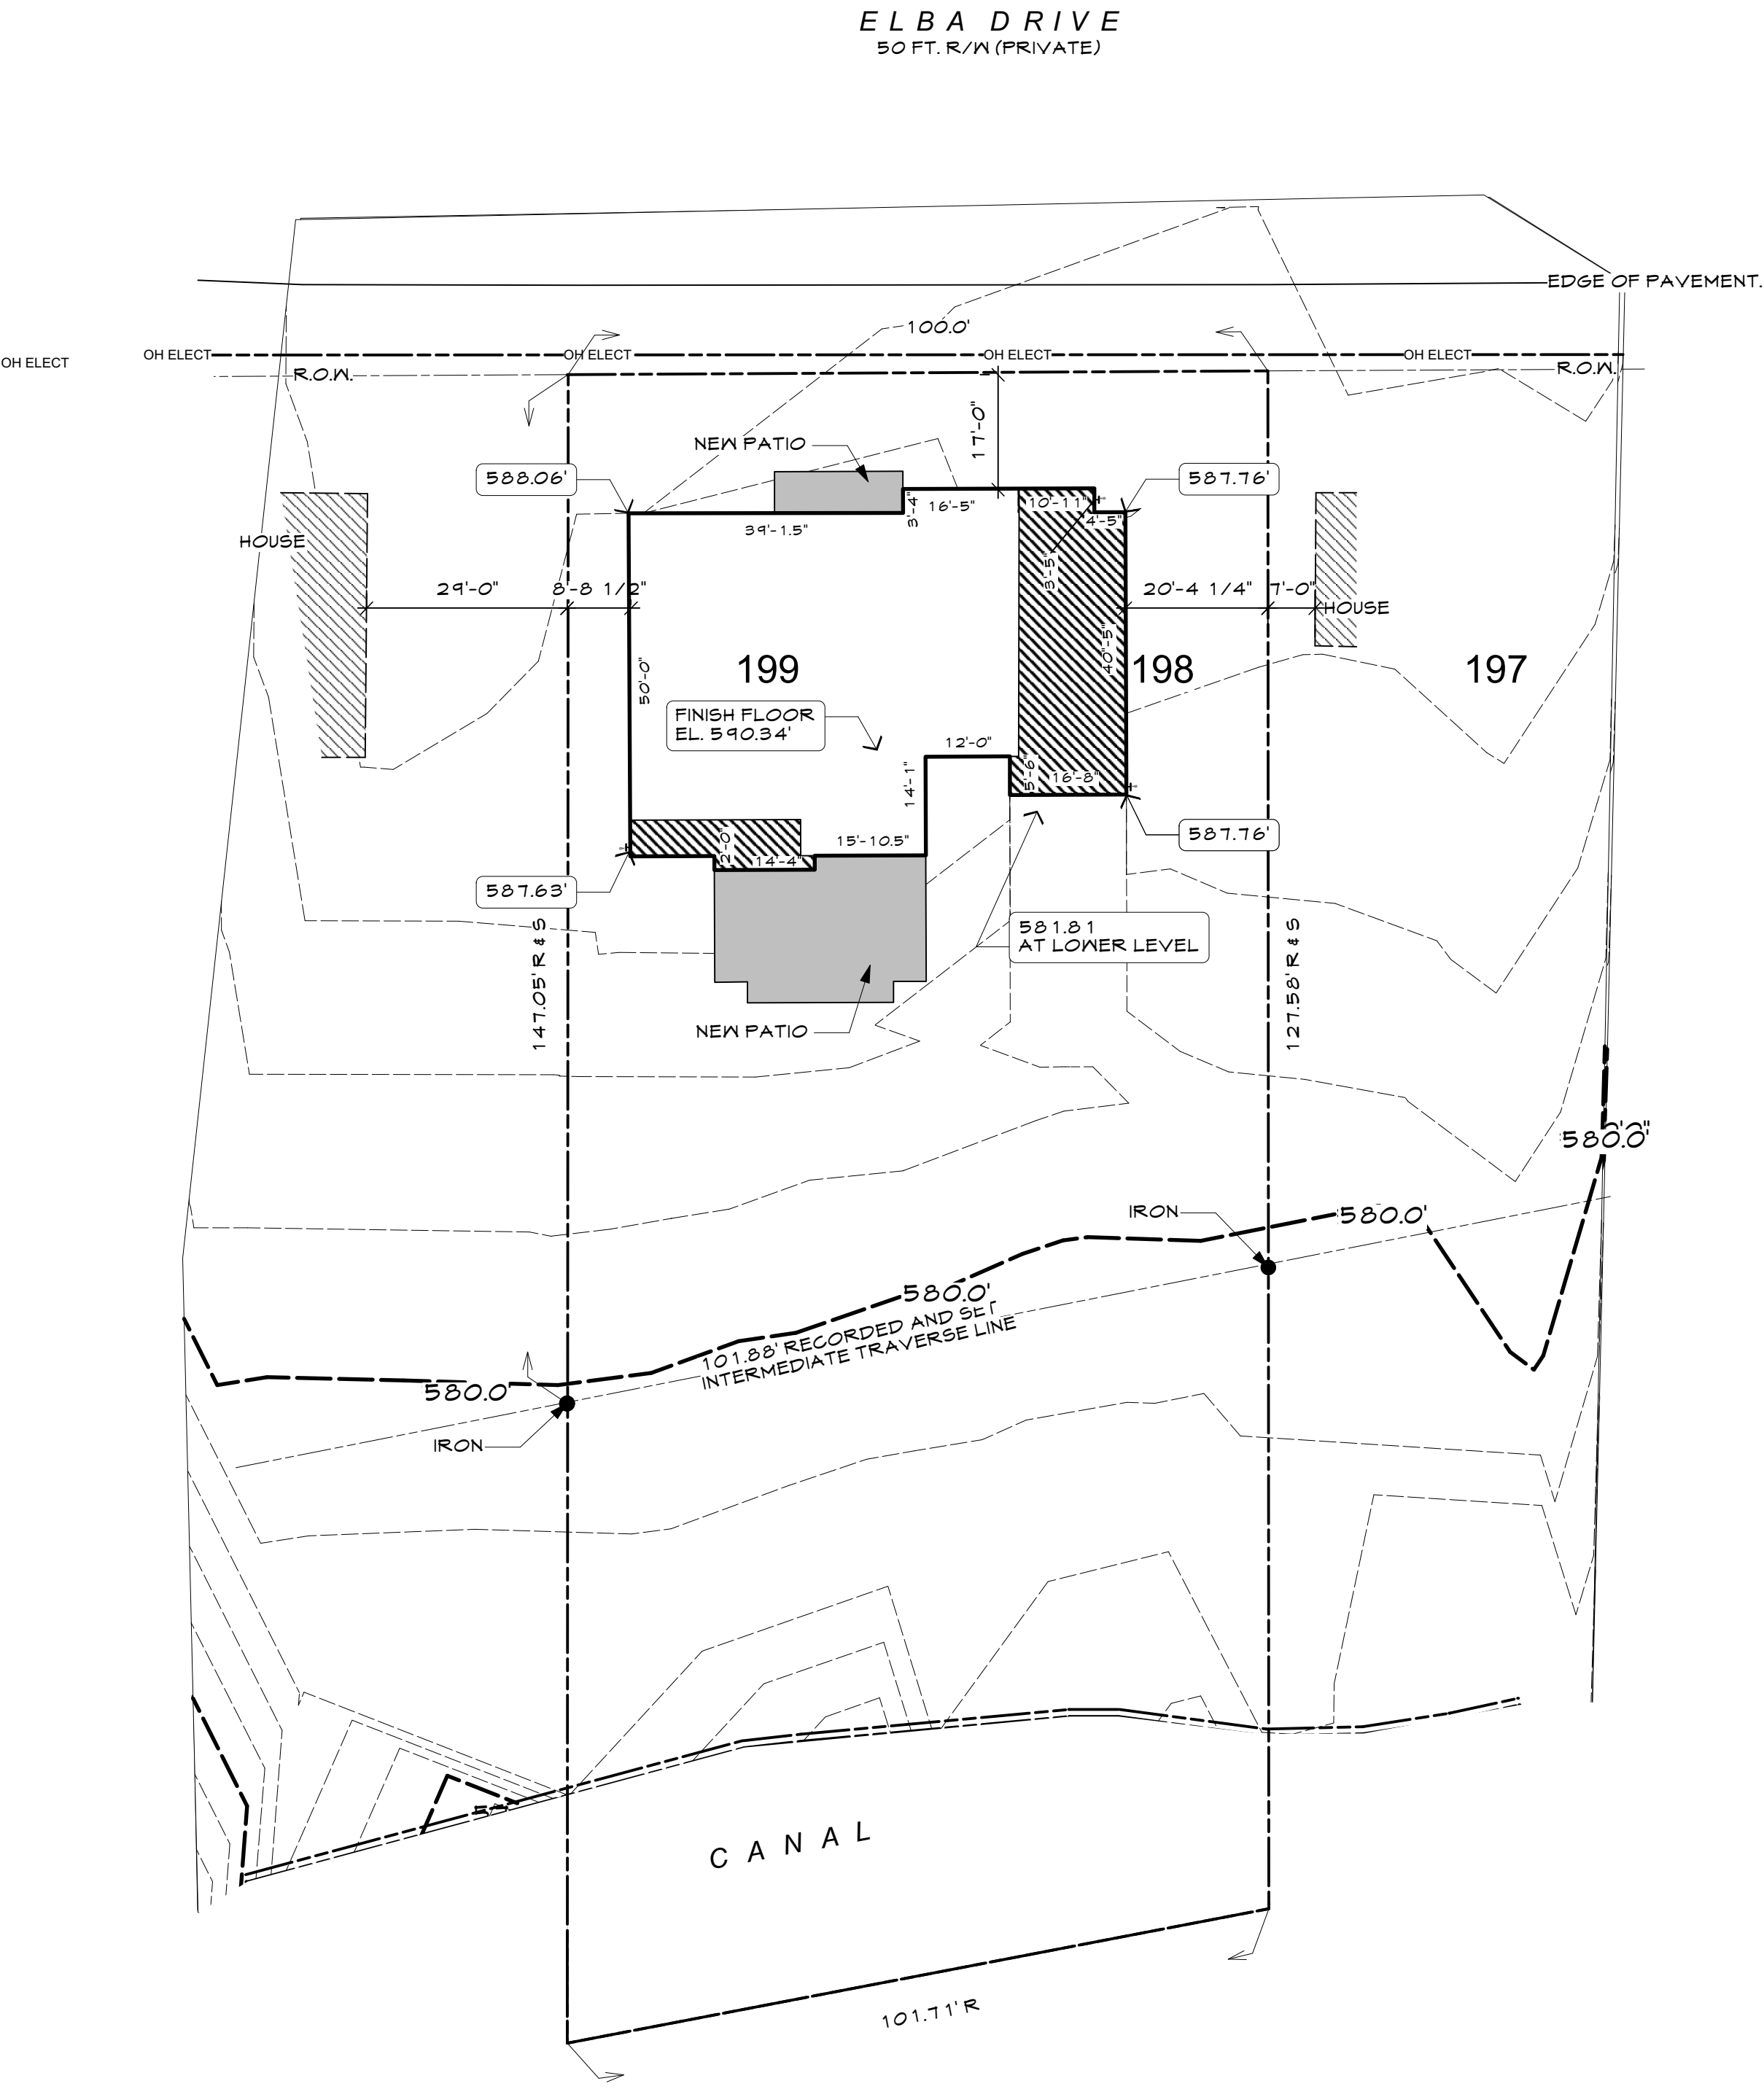 ELBA DRIVE
50 FT. R/W (PRIVATE)
EDGE OF PAVEMENT.
100.0'
OH ELECT
OH ELECT
OH ELECT
OH ELECT
OH ELECT
R.O.W.
R.O.W.
17'-0"
NEW PATIO
588.06'
587.76'
3'-4"
16'-5"
10'-11"
4'-5"
39'-1.5"
HOUSE
3'-5"
29'-0"
8'-8 1/2"
20'-4 1/4"
7'-0"
HOUSE
40'-5"
50'-0"
199
198
197
FINISH FLOOR
EL. 590.34'
12'-0"
14'-1"
5'-6"
16'-8"
587.76'
2'-0"
14'-4"
15'-10.5"
587.63'
581.81
AT LOWER LEVEL
147.05' R & S
127.58' R & S
NEW PATIO
580.0'
IRON
580.0'
580.0'
101.88' RECORDED AND SET
INTERMEDIATE TRAVERSE LINE
580.0'
IRON
CANAL
101.71' R